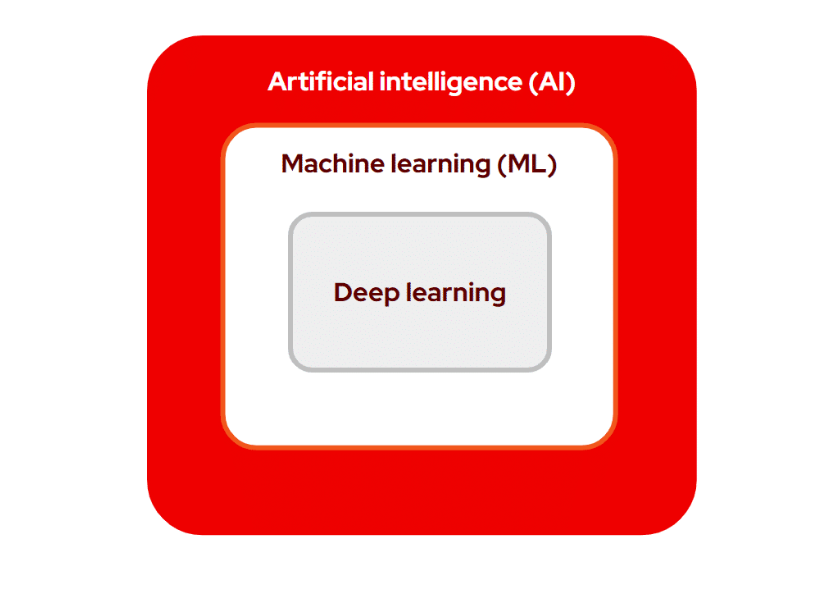 Artificial intelligence (AI)
Machine learning (ML)
Deep learning